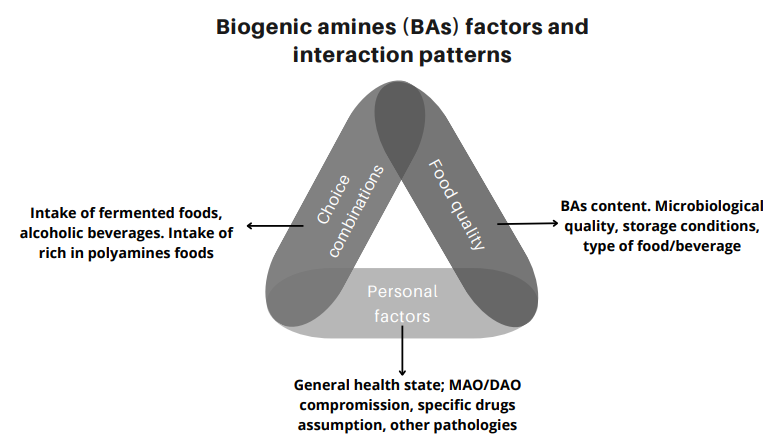 Biogenic amines (BAs) factors and
interaction patterns
Choice
combinations
Food quality
Intake of fermented foods,
alcoholic beverages. Intake of
rich in polyamines foods
BAs content. Microbiological
quality, storage conditions,
type of food/beverage
Personal
factors
General health state; MAO/DAO
compromission, specific drugs
assumption, other pathologies